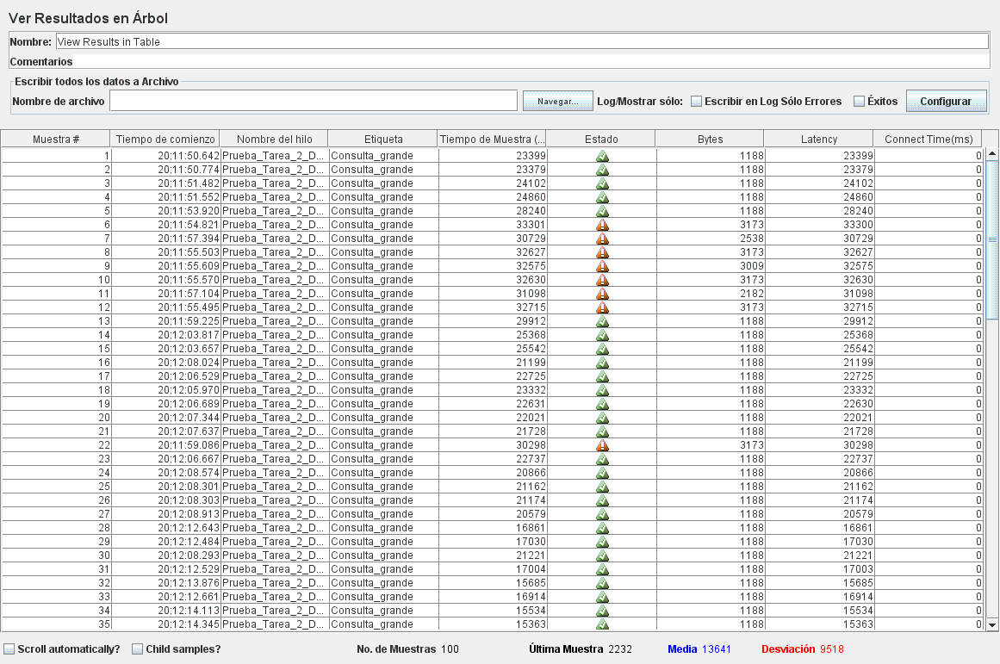 Ver Resultados en Árbol
Nombre: View Results in Table
Comentarios
Escribir todos los datos a Archivo
Nombre de archivo Navegar... Log/Mostrar sólo: Escribir en Log Sólo Errores Éxitos Configurar
Muestra # Tiempo de comienzo Nombre del hilo Etiqueta Tiempo de Muestra (... Estado Bytes Latency Connect Time(ms)
1 20:11:50.642 Prueba_Tarea_2_D... Consulta_grande 23399 1188 23399 0
2 20:11:50.774 Prueba_Tarea_2_D... Consulta_grande 23379 1188 23379 0
3 20:11:51.482 Prueba_Tarea_2_D... Consulta_grande 24102 1188 24102 0
4 20:11:51.552 Prueba_Tarea_2_D... Consulta_grande 24860 1188 24860 0
5 20:11:53.920 Prueba_Tarea_2_D... Consulta_grande 28240 1188 28240 0
6 20:11:54.821 Prueba_Tarea_2_D... Consulta_grande 33301 3173 33300 0
7 20:11:57.394 Prueba_Tarea_2_D... Consulta_grande 30729 2538 30729 0
8 20:11:55.503 Prueba_Tarea_2_D... Consulta_grande 32627 3173 32627 0
9 20:11:55.609 Prueba_Tarea_2_D... Consulta_grande 32575 3009 32575 0
10 20:11:55.570 Prueba_Tarea_2_D... Consulta_grande 32630 3173 32630 0
11 20:11:57.104 Prueba_Tarea_2_D... Consulta_grande 31098 2182 31098 0
12 20:11:55.495 Prueba_Tarea_2_D... Consulta_grande 32715 3173 32715 0
13 20:11:59.225 Prueba_Tarea_2_D... Consulta_grande 29912 1188 29912 0
14 20:12:03.817 Prueba_Tarea_2_D... Consulta_grande 25368 1188 25368 0
15 20:12:03.657 Prueba_Tarea_2_D... Consulta_grande 25542 1188 25542 0
16 20:12:08.024 Prueba_Tarea_2_D... Consulta_grande 21199 1188 21199 0
17 20:12:06.529 Prueba_Tarea_2_D... Consulta_grande 22725 1188 22725 0
18 20:12:05.970 Prueba_Tarea_2_D... Consulta_grande 23332 1188 23332 0
19 20:12:06.689 Prueba_Tarea_2_D... Consulta_grande 22631 1188 22630 0
20 20:12:07.344 Prueba_Tarea_2_D... Consulta_grande 22021 1188 22021 0
21 20:12:07.637 Prueba_Tarea_2_D... Consulta_grande 21728 1188 21728 0
22 20:11:59.086 Prueba_Tarea_2_D... Consulta_grande 30298 3173 30298 0
23 20:12:06.667 Prueba_Tarea_2_D... Consulta_grande 22737 1188 22737 0
24 20:12:08.574 Prueba_Tarea_2_D... Consulta_grande 20866 1188 20866 0
25 20:12:08.301 Prueba_Tarea_2_D... Consulta_grande 21162 1188 21162 0
26 20:12:08.303 Prueba_Tarea_2_D... Consulta_grande 21174 1188 21174 0
27 20:12:08.913 Prueba_Tarea_2_D... Consulta_grande 20579 1188 20579 0
28 20:12:12.643 Prueba_Tarea_2_D... Consulta_grande 16861 1188 16861 0
29 20:12:12.484 Prueba_Tarea_2_D... Consulta_grande 17030 1188 17030 0
30 20:12:08.293 Prueba_Tarea_2_D... Consulta_grande 21221 1188 21221 0
31 20:12:12.529 Prueba_Tarea_2_D... Consulta_grande 17004 1188 17003 0
32 20:12:13.876 Prueba_Tarea_2_D... Consulta_grande 15685 1188 15685 0
33 20:12:12.661 Prueba_Tarea_2_D... Consulta_grande 16914 1188 16914 0
34 20:12:14.113 Prueba_Tarea_2_D... Consulta_grande 15534 1188 15534 0
35 20:12:14.345 Prueba_Tarea_2_D... Consulta_grande 15363 1188 15363 0
Scroll automatically? Child samples? No. de Muestras 100 Última Muestra 2232 Media 13641 Desviación 9518